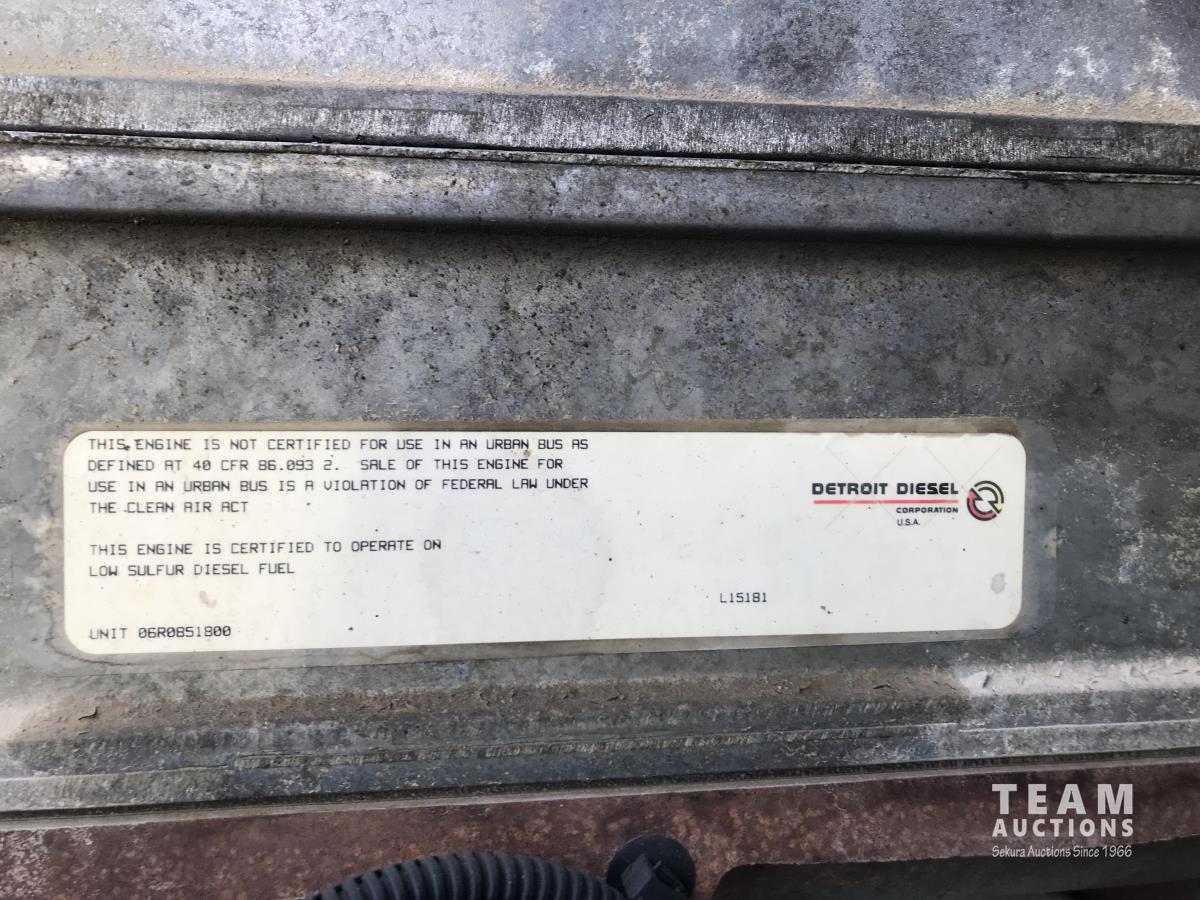 THIS ENGINE IS NOT CERTIFIED FOR USE IN AN URBAN BUS AS
DEFINED AT 40 CFR 86.093 2. SALE OF THIS ENGINE FOR
USE IN AN URBAN BUS IS A VIOLATION OF FEDERAL LAW UNDER
THE CLEAN AIR ACT
THIS ENGINE IS CERTIFIED TO OPERATE ON
LOW SULFUR DIESEL FUEL
UNIT 06R0851800
L15181
DETROIT DIESEL
CORPORATION
U.S.A.
TEAM
AUCTIONS
Sekura Auctions Since 1966